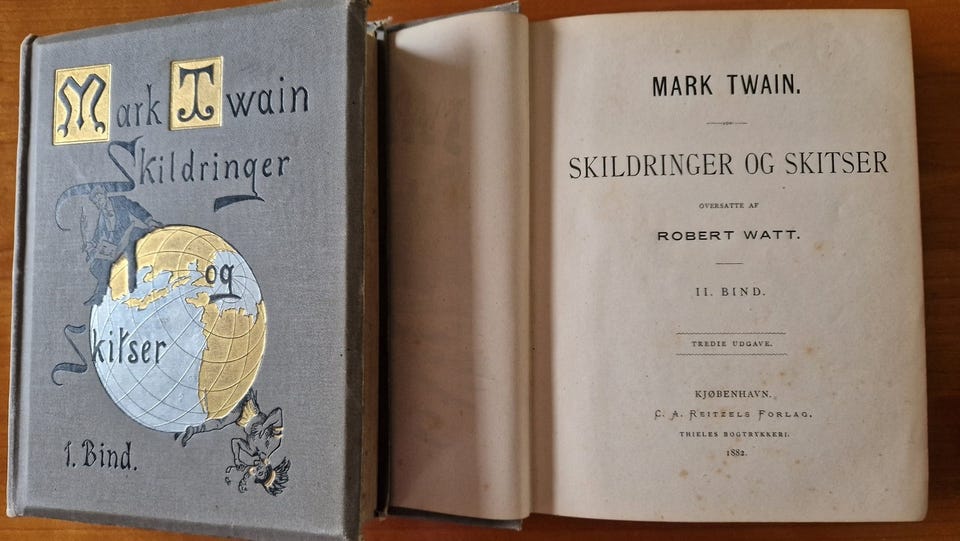 Mark Twain
Skildringer
og
Skitser
1. Bind.
MARK TWAIN.
SKILDRINGER OG SKITSER
OVERSATTE AF
ROBERT WATT.
II. BIND.
TREDIE UDGAVE.
KJØBENHAVN.
C. A. REITZELS FORLAG.
THIELES BOGTRYKKERI.
1882.